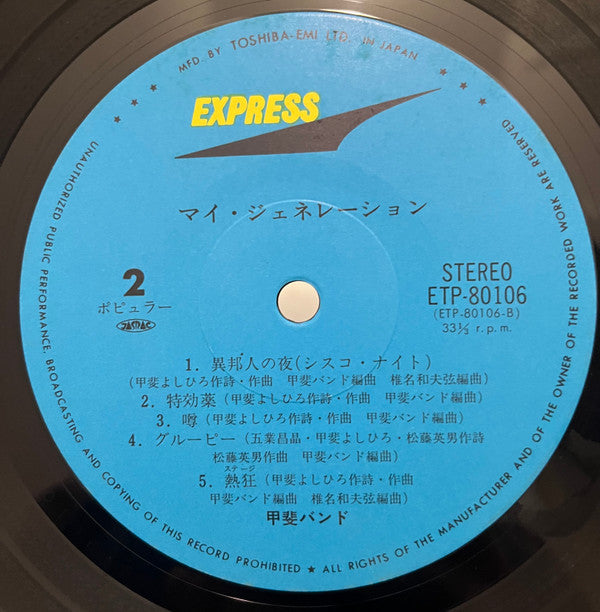 MFD. BY TOSHIBA-EMI LTD. IN JAPAN
EXPRESS
マイ・ジェネレーション
2
ポピュラー
JASRAC
STEREO
ETP-80106
(ETP-80106-B)
33⅓ r.p.m.
1. 異邦人の夜(シスコ・ナイト)
(甲斐よしひろ作詩・作曲 甲斐バンド編曲 椎名和夫弦編曲)
2. 特効薬(甲斐よしひろ作詩・作曲 甲斐バンド編曲)
3. 噂(甲斐よしひろ作詩・作曲 甲斐バンド編曲)
4. グルーピー(五業昌晶・甲斐よしひろ・松藤英男作詩
松藤英男作曲 甲斐バンド編曲)
ステージ
5. 熱狂(甲斐よしひろ作詩・作曲
甲斐バンド編曲 椎名和夫弦編曲)
甲斐バンド
UNAUTHORIZED PUBLIC PERFORMANCE, BROADCASTING AND COPYING OF THIS RECORD PROHIBITED ★ ALL RIGHTS OF THE MANUFACTURER AND OF THE OWNER OF THE RECORDED WORK ARE RESERVED